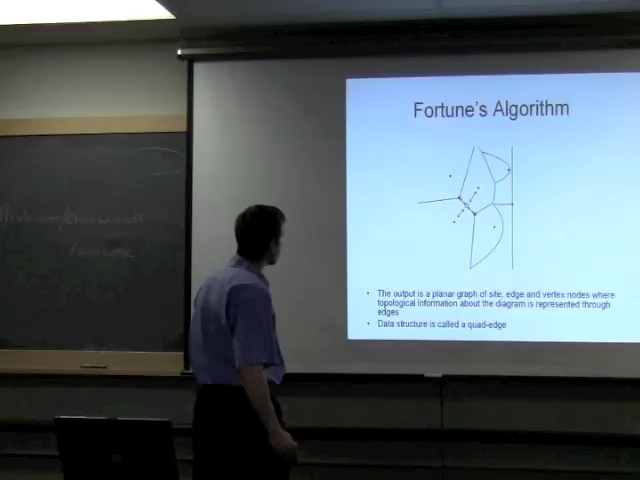 Fortune's Algorithm
• The output is a planar graph of site, edge and vertex nodes where
topological information about the diagram is represented through
edges
• Data structure is called a quad-edge